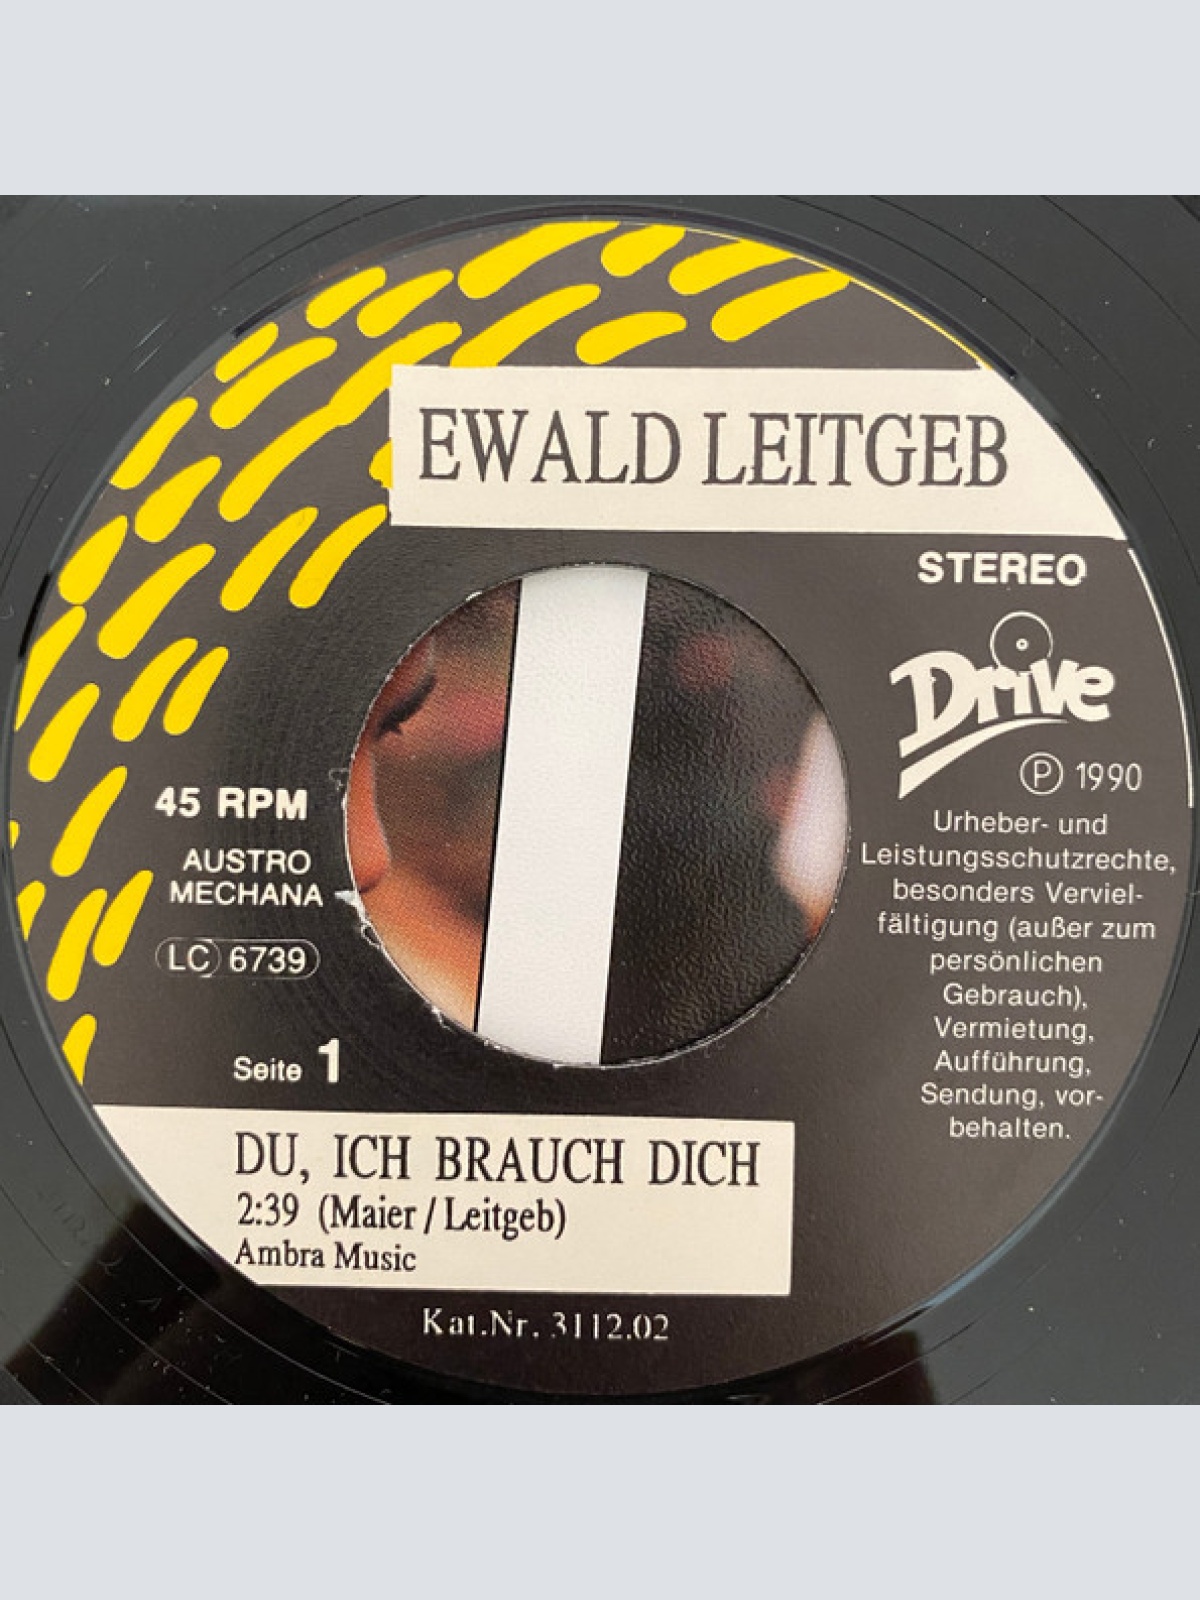 EWALD LEITGEB
STEREO
Drive
Ⓟ 1990
Urheber- und
Leistungsschutzrechte,
besonders Verviel-
fältigung (außer zum
persönlichen
Gebrauch),
Vermietung,
Aufführung,
Sendung, vor-
behalten.
45 RPM
AUSTRO
MECHANA
LC 6739
Seite 1
DU, ICH BRAUCH DICH
2:39 (Maier / Leitgeb)
Ambra Music
Kat.Nr. 3112.02